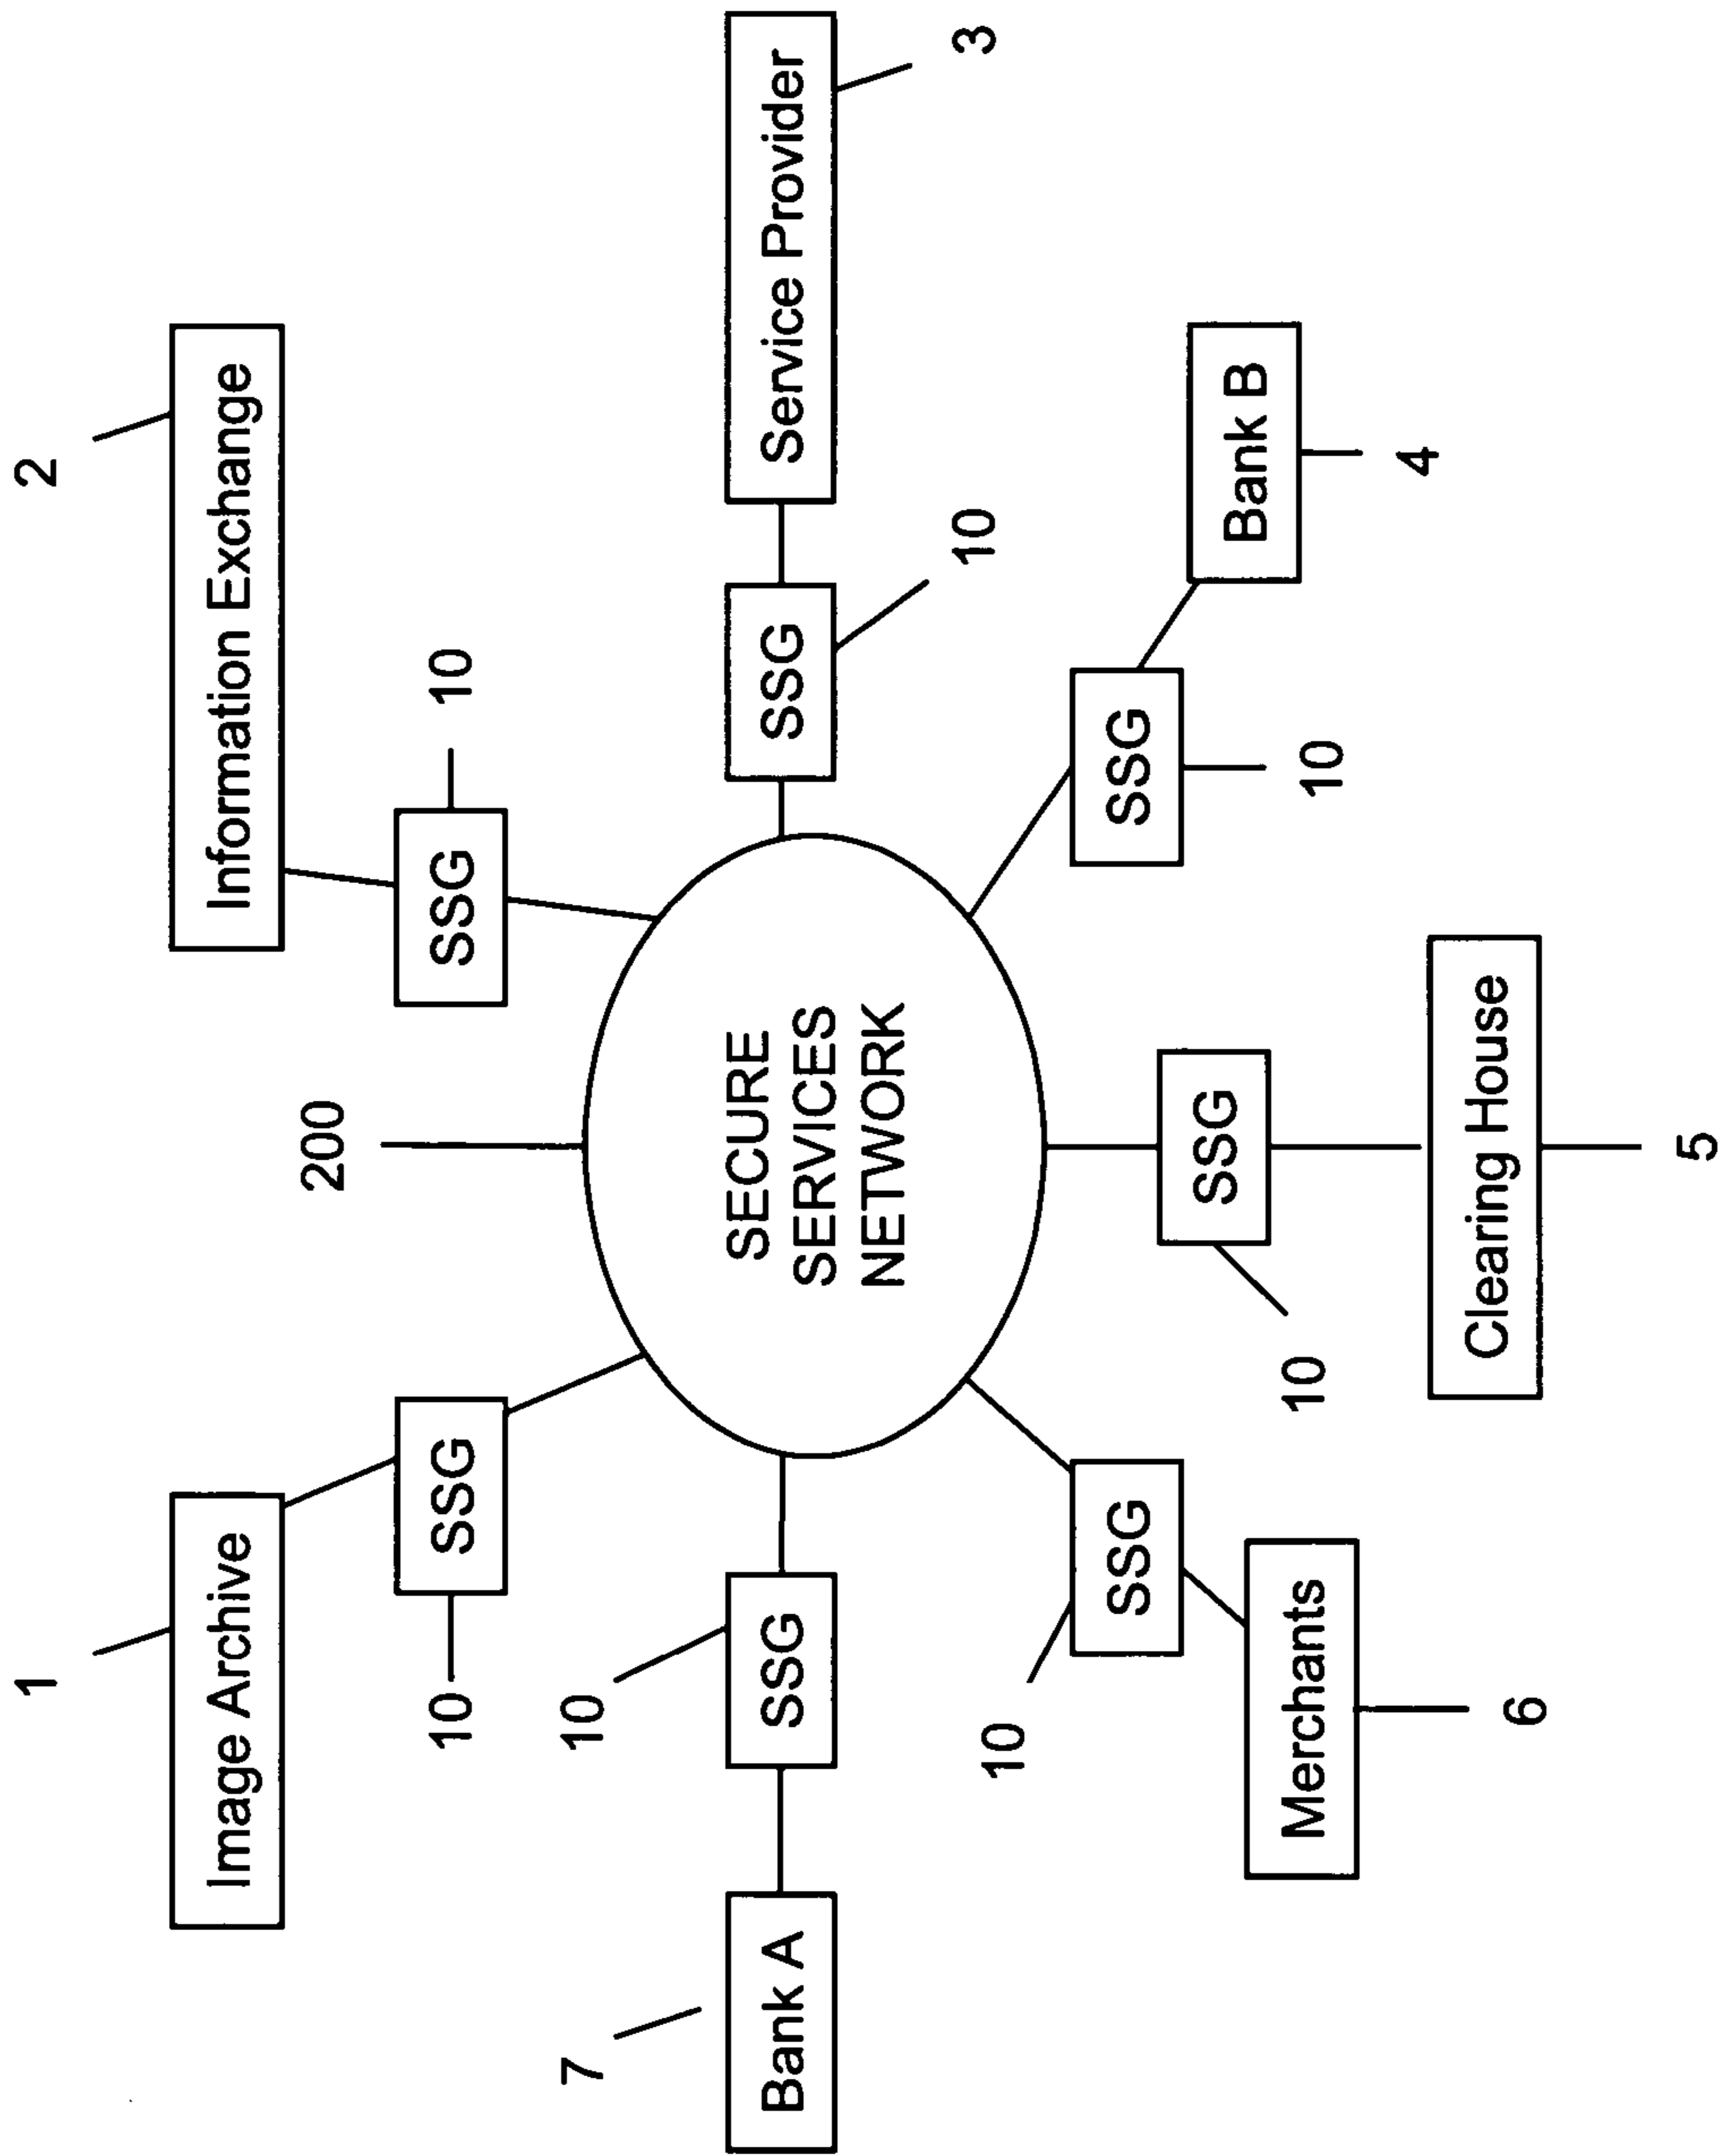 1
2
Image Archive
Information Exchange
200
10
SSG
SSG
10
7
10
Bank A
SSG
SECURE
SERVICES
NETWORK
SSG
Service Provider
10
3
10
SSG
SSG
Bank B
Merchants
SSG
10
10
4
6
Clearing House
5